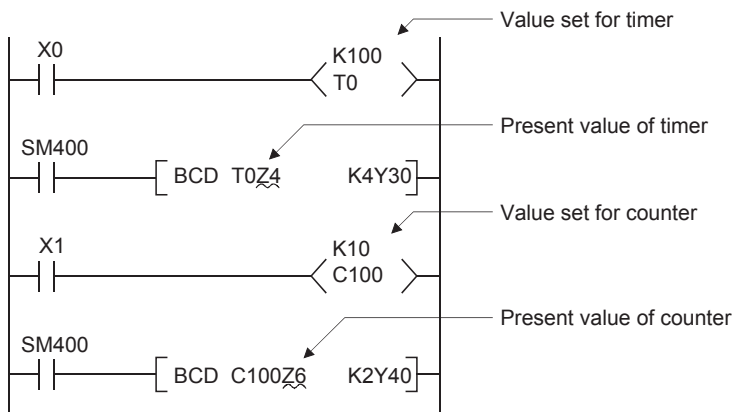 Value set for timer
X0
K100
T0
Present value of timer
SM400
BCD T0Z4 K4Y30
Value set for counter
X1
K10
C100
Present value of counter
SM400
BCD C100Z6 K2Y40